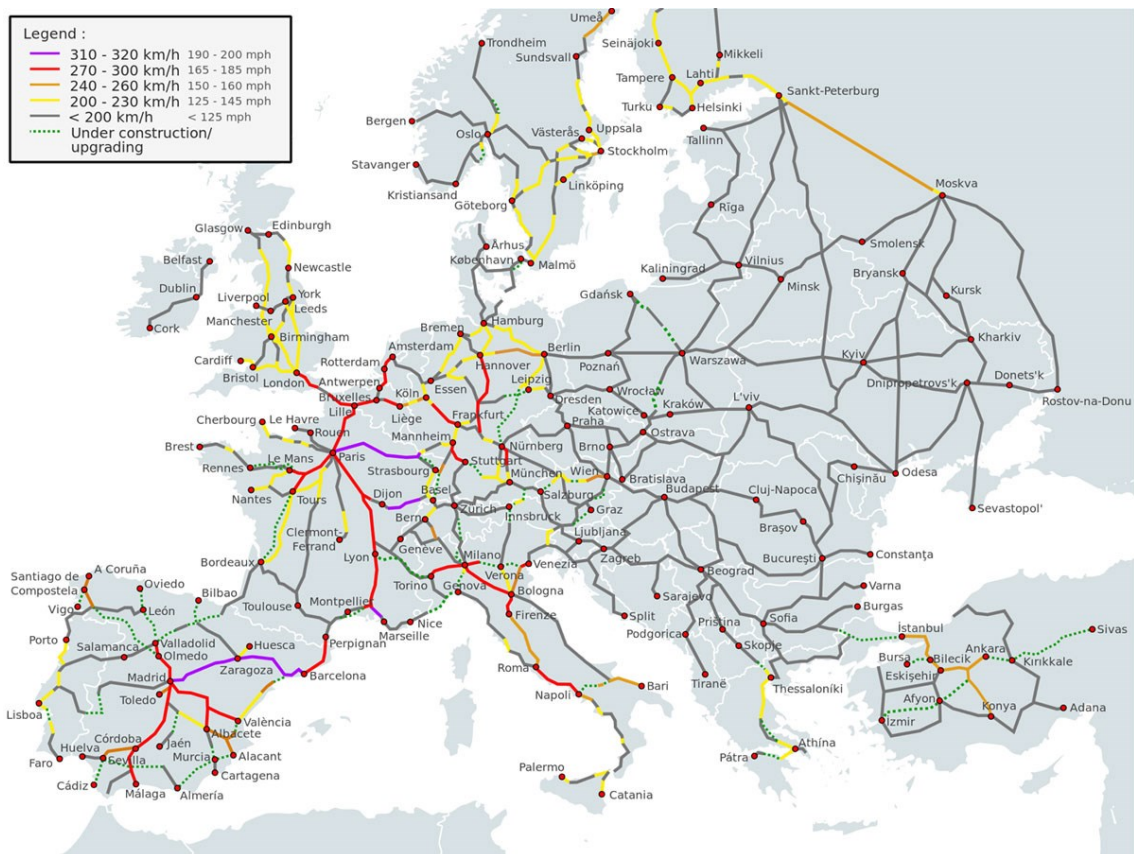 Legend :
310 - 320 km/h 190 - 200 mph
270 - 300 km/h 165 - 185 mph
240 - 260 km/h 150 - 160 mph
200 - 230 km/h 125 - 145 mph
< 200 km/h < 125 mph
Under construction/
upgrading
Umeå
Trondheim
Sundsvall
Seinäjoki
Mikkeli
Tampere
Lahti
Sankt-Peterburg
Turku
Helsinki
Bergen
Oslo
Västerås
Uppsala
Stockholm
Tallinn
Stavanger
Kristiansand
Linköping
Göteborg
Moskva
Rīga
Glasgow
Edinburgh
Århus
København
Malmö
Smolensk
Belfast
Newcastle
Kaliningrad
Vilnius
Minsk
Bryansk
Dublin
Liverpool
York
Leeds
Manchester
Gdańsk
Kursk
Cork
Birmingham
Bremen
Hamburg
Kharkiv
Cardiff
Bristol
London
Amsterdam
Rotterdam
Hannover
Berlin
Poznań
Warszawa
Kyiv
Antwerpen
Bruxelles
Lille
Köln
Essen
Leipzig
Dnipropetrovs'k
Donets'k
Rostov-na-Donu
Liège
Dresden
Wrocław
Katowice
Kraków
L'viv
Cherbourg
Le Havre
Rouen
Frankfurt
Mannheim
Praha
Ostrava
Brest
Rennes
Le Mans
Paris
Strasbourg
Stuttgart
Nürnberg
München
Brno
Wien
Bratislava
Chişinău
Odesa
Nantes
Tours
Dijon
Basel
Zürich
Salzburg
Innsbruck
Graz
Budapest
Cluj-Napoca
Sevastopol'
Bern
Clermont-
Ferrand
Genève
Ljubljana
Zagreb
Braşov
Bordeaux
Lyon
Milano
Verona
Venezia
Bucureşti
Constanţa
Torino
Genova
Bologna
Beograd
A Coruña
Santiago de
Compostela
Oviedo
Bilbao
Toulouse
Montpellier
Marseille
Nice
Firenze
Split
Sarajevo
Varna
Vigo
León
Priština
Sofia
Burgas
Porto
Valladolid
Olmedo
Salamanca
Huesca
Perpignan
Podgorica
Skopje
İstanbul
Sivas
Zaragoza
Barcelona
Roma
Tiranë
Bursa
Bilecik
Ankara
Kırıkkale
Madrid
Toledo
Napoli
Bari
Thessaloníki
Eskişehir
Afyon
Lisboa
València
Albacete
Konya
Adana
İzmir
Córdoba
Huelva
Sevilla
Jaén
Murcia
Alacant
Faro
Cartagena
Athína
Pátra
Cádiz
Málaga
Almería
Palermo
Catania